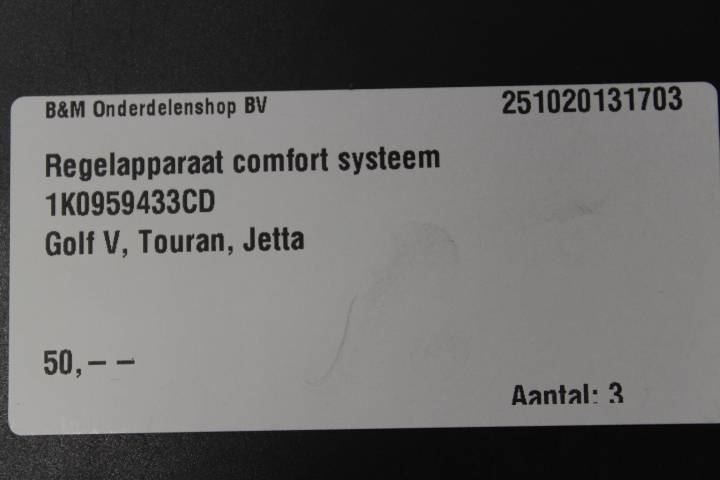 B&M Onderdelenshop BV 251020131703
Regelapparaat comfort systeem
1K0959433CD
Golf V, Touran, Jetta
50,– –
Aantal: 3